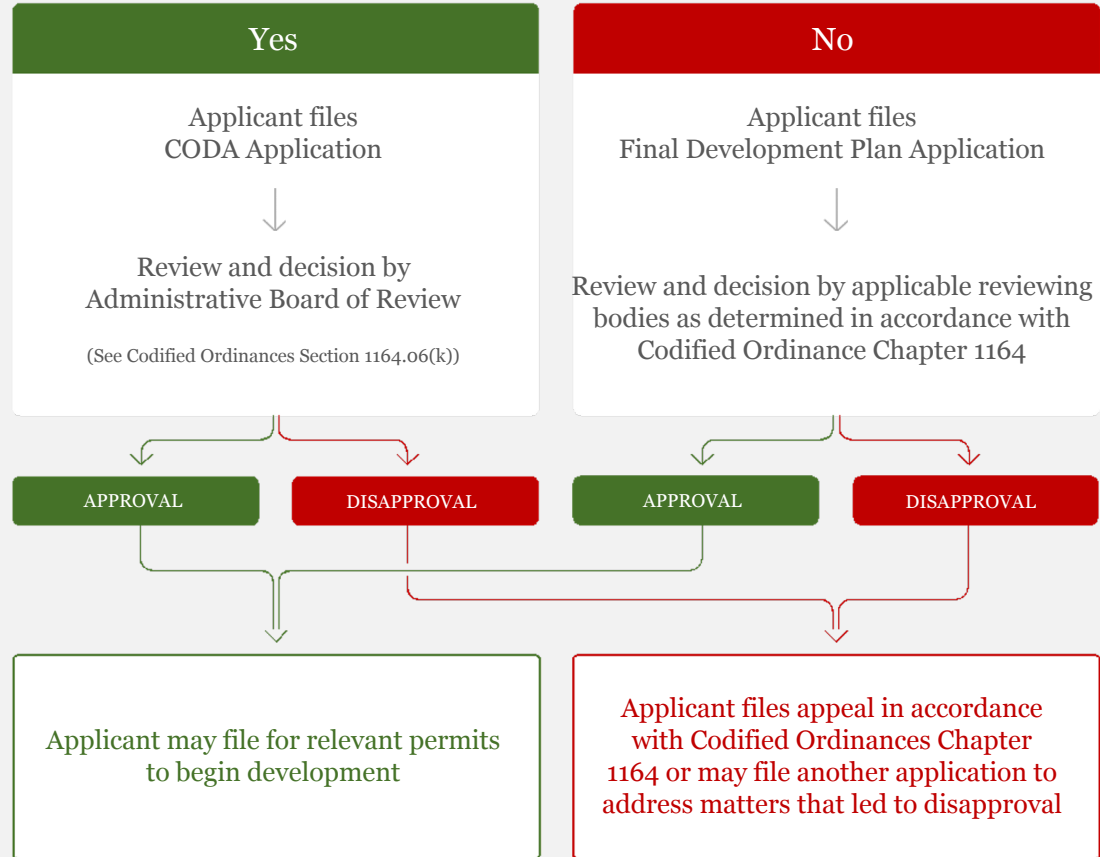 Yes
Applicant files
CODA Application
Review and decision by
Administrative Board of Review
(See Codified Ordinances Section 1164.06(k))
No
Applicant files
Final Development Plan Application
Review and decision by applicable reviewing
bodies as determined in accordance with
Codified Ordinance Chapter 1164
APPROVAL
DISAPPROVAL
APPROVAL
DISAPPROVAL
Applicant may file for relevant permits
to begin development
Applicant files appeal in accordance
with Codified Ordinances Chapter
1164 or may file another application to
address matters that led to disapproval